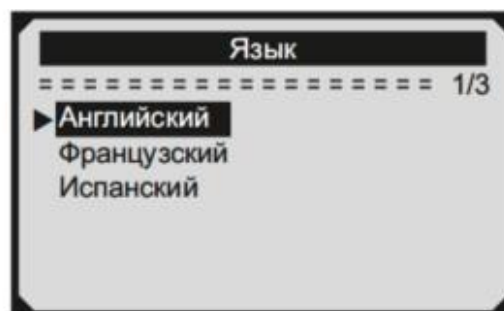 Язык
= = = = = = = = = = = = = = = = = = 1/3
▶Английский
Французский
Испанский